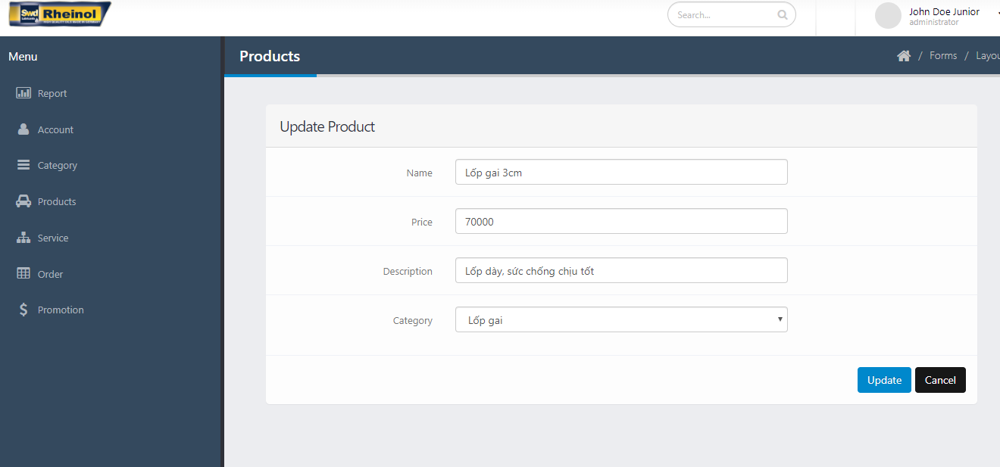 Swd Rheinol
Lubricants
Search...
John Doe Junior
administrator
Menu
Products
/ Forms / Layou
Report
Account
Category
Products
Service
Order
Promotion
Update Product
Name
Lốp gai 3cm
Price
70000
Description
Lốp dày, sức chống chịu tốt
Category
Lốp gai
Update Cancel